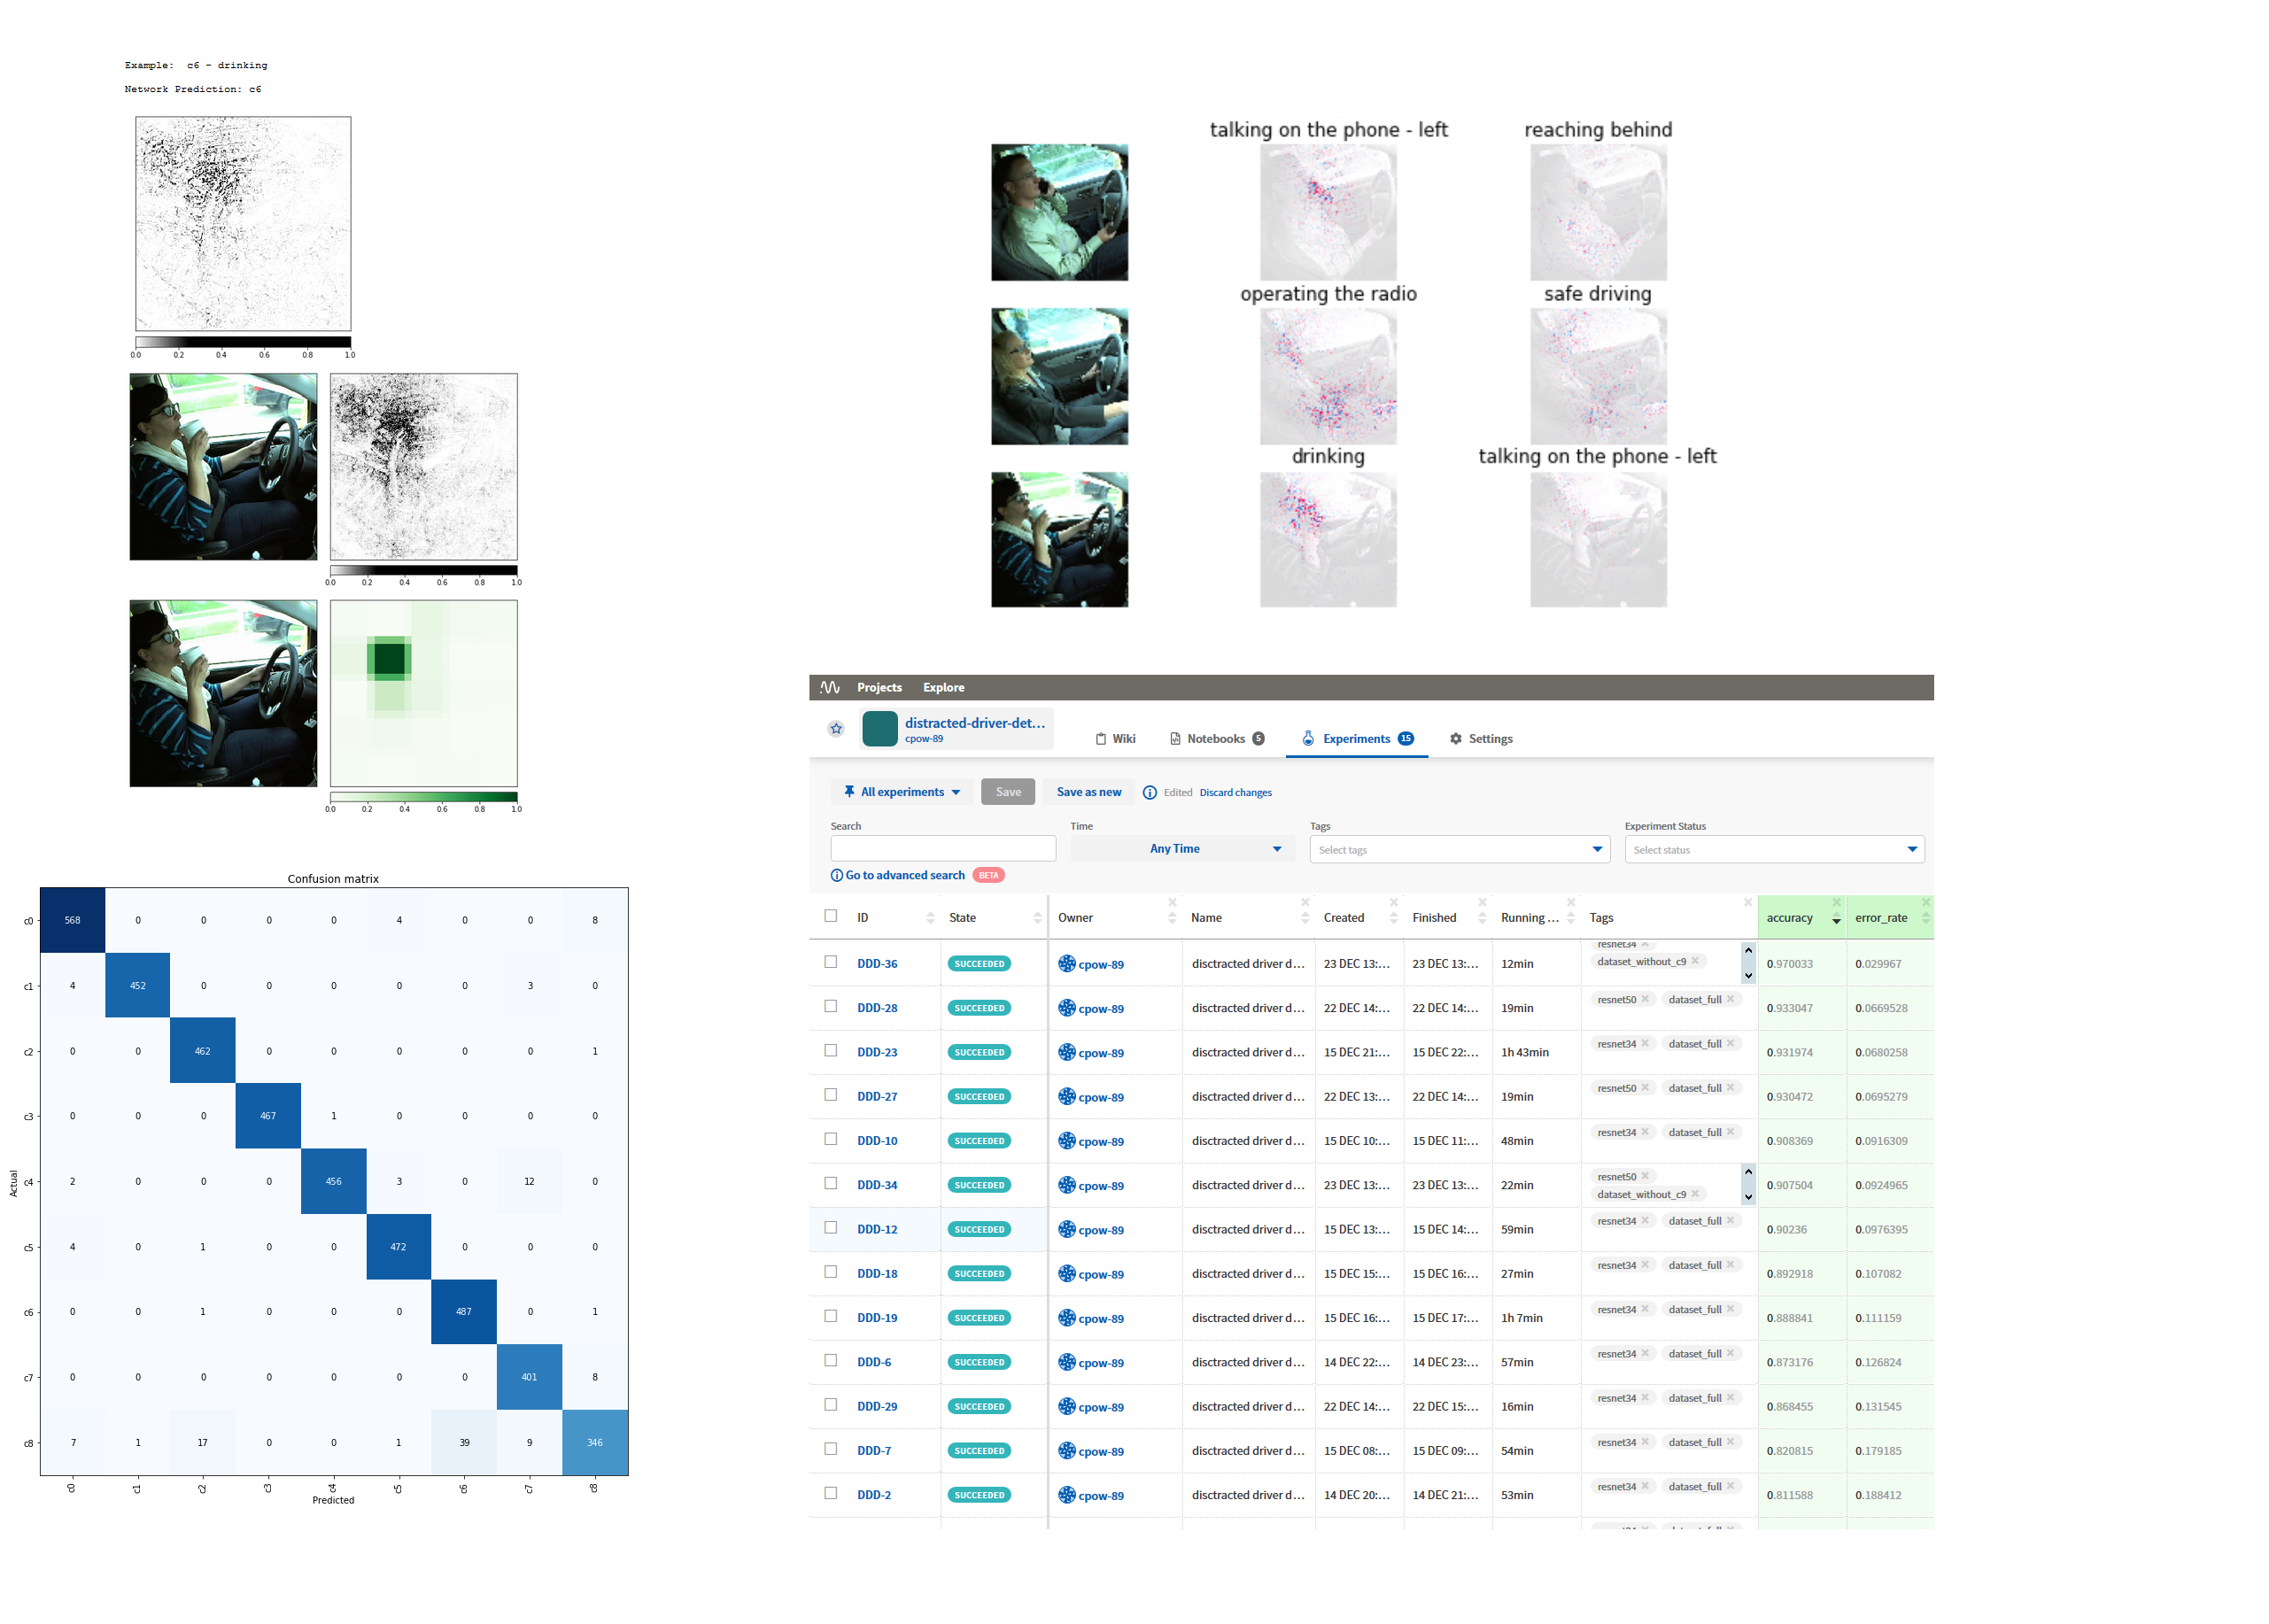 Example:  c6 - drinking
Network Prediction: c6
0.0 0.2 0.4 0.6 0.8 1.0
0.0 0.2 0.4 0.6 0.8 1.0
0.0 0.2 0.4 0.6 0.8 1.0
Confusion matrix
c0 568 0 0 0 0 4 0 0 8
c1 4 452 0 0 0 0 0 3 0
c2 0 0 462 0 0 0 0 0 1
c3 0 0 0 467 1 0 0 0 0
c4 2 0 0 0 456 3 0 12 0
c5 4 0 1 0 0 472 0 0 0
c6 0 0 1 0 0 0 487 0 1
c7 0 0 0 0 0 0 0 401 8
c8 7 1 17 0 0 1 39 9 346
Actual
c0 c1 c2 c3 c4 c5 c6 c7 c8
Predicted
talking on the phone - left reaching behind
operating the radio safe driving
drinking talking on the phone - left
Projects Explore
distracted-driver-det...
cpow-89
Wiki Notebooks 5 Experiments 15 Settings
All experiments Save Save as new Edited Discard changes
Search Time Tags Experiment Status
Any Time Select tags Select status
Go to advanced search BETA
ID State Owner Name Created Finished Running ... Tags accuracy error_rate
resnet34
DDD-36 SUCCEEDED cpow-89 disctracted driver d... 23 DEC 13:... 23 DEC 13:... 12min dataset_without_c9 0.970033 0.029967
DDD-28 SUCCEEDED cpow-89 disctracted driver d... 22 DEC 14:... 22 DEC 14:... 19min resnet50 dataset_full 0.933047 0.0669528
DDD-23 SUCCEEDED cpow-89 disctracted driver d... 15 DEC 21:... 15 DEC 22:... 1h 43min resnet34 dataset_full 0.931974 0.0680258
DDD-27 SUCCEEDED cpow-89 disctracted driver d... 22 DEC 13:... 22 DEC 14:... 19min resnet50 dataset_full 0.930472 0.0695279
DDD-10 SUCCEEDED cpow-89 disctracted driver d... 15 DEC 10:... 15 DEC 11:... 48min resnet34 dataset_full 0.908369 0.0916309
DDD-34 SUCCEEDED cpow-89 disctracted driver d... 23 DEC 13:... 23 DEC 13:... 22min resnet50 dataset_without_c9 0.907504 0.0924965
DDD-12 SUCCEEDED cpow-89 disctracted driver d... 15 DEC 13:... 15 DEC 14:... 59min resnet34 dataset_full 0.90236 0.0976395
DDD-18 SUCCEEDED cpow-89 disctracted driver d... 15 DEC 15:... 15 DEC 16:... 27min resnet34 dataset_full 0.892918 0.107082
DDD-19 SUCCEEDED cpow-89 disctracted driver d... 15 DEC 16:... 15 DEC 17:... 1h 7min resnet34 dataset_full 0.888841 0.111159
DDD-6 SUCCEEDED cpow-89 disctracted driver d... 14 DEC 22:... 14 DEC 23:... 57min resnet34 dataset_full 0.873176 0.126824
DDD-29 SUCCEEDED cpow-89 disctracted driver d... 22 DEC 14:... 22 DEC 15:... 16min resnet34 dataset_full 0.868455 0.131545
DDD-7 SUCCEEDED cpow-89 disctracted driver d... 15 DEC 08:... 15 DEC 09:... 54min resnet34 dataset_full 0.820815 0.179185
DDD-2 SUCCEEDED cpow-89 disctracted driver d... 14 DEC 20:... 14 DEC 21:... 53min resnet34 dataset_full 0.811588 0.188412